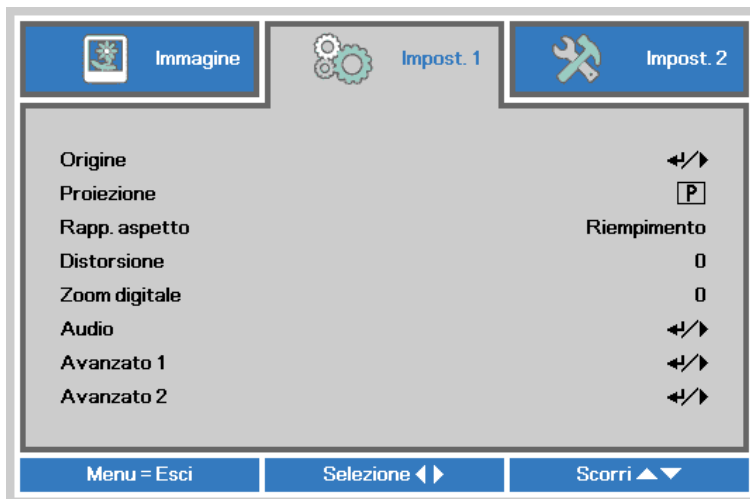 Immagine Impost. 1 Impost. 2
Origine
Proiezione P
Rapp. aspetto Riempimento
Distorsione 0
Zoom digitale 0
Audio
Avanzato 1
Avanzato 2
Menu = Esci Selezione Scorri